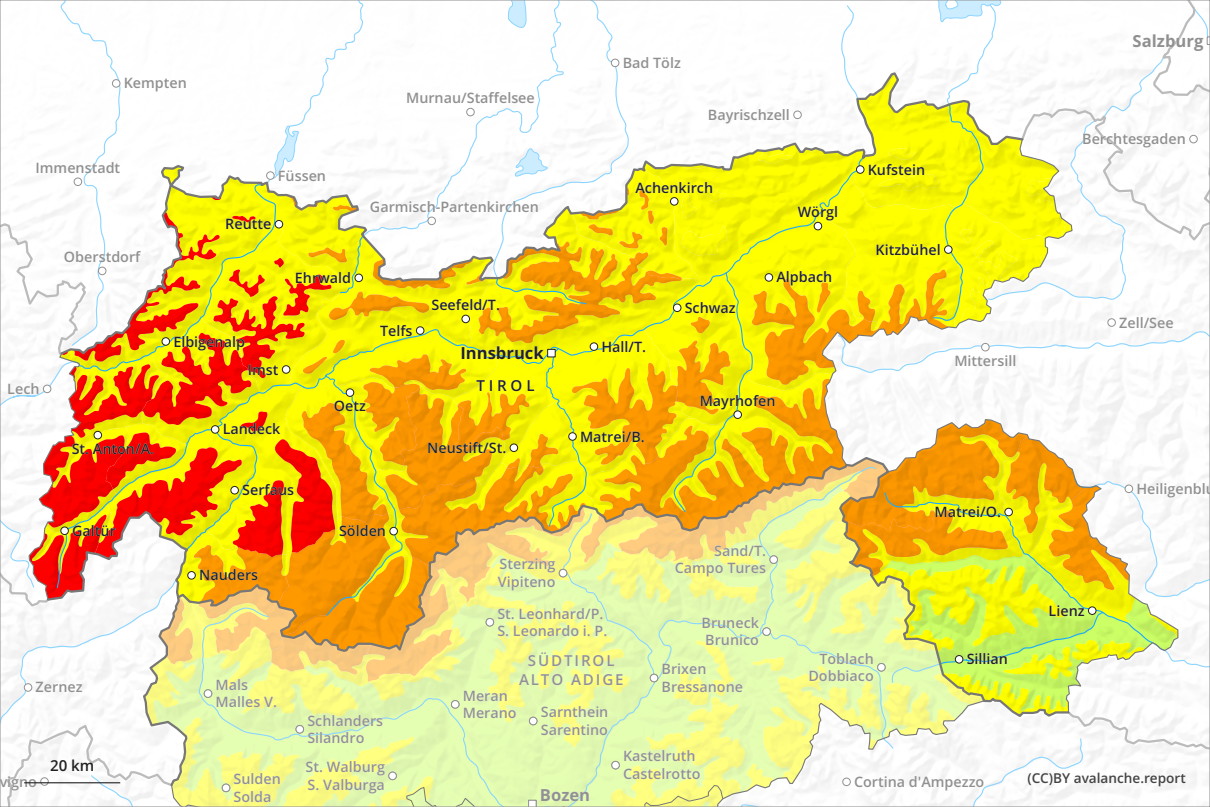 Salzburg
Bad Tölz
Kempten
Murnau/Staffelsee
Bayrischzell
Berchtesgaden
Immenstadt
Füssen
Kufstein
Achenkirch
Garmisch-Partenkirchen
Wörgl
Reutte
Kitzbühel
Oberstdorf
Ehrwald
Alpbach
Seefeld/T.
Schwaz
Telfs
Zell/See
Elbigenalp
Hall/T.
Innsbruck
Mittersill
Imst
TIROL
Lech
Oetz
Mayrhofen
Landeck
Matrei/B.
St. Anton/A.
Neustift/St.
Serfaus
Heiligenblu
Matrei/O.
Galtür
Sölden
Sand/T.
Campo Tures
Sterzing
Vipiteno
Nauders
St. Leonhard/P.
S. Leonardo i. P.
Lienz
Bruneck
Brunico
SÜDTIROL
ALTO ADIGE
Toblach
Dobbiaco
Sillian
Brixen
Bressanone
Zernez
Mals
Malles V.
Meran
Merano
Sarnthein
Sarentino
Schlanders
Silandro
Kastelruth
Castelrotto
20 km
St. Walburg
S. Valburga
vigno
Sulden
Solda
Cortina d'Ampezzo
(CC)BY avalanche.report
Bozen